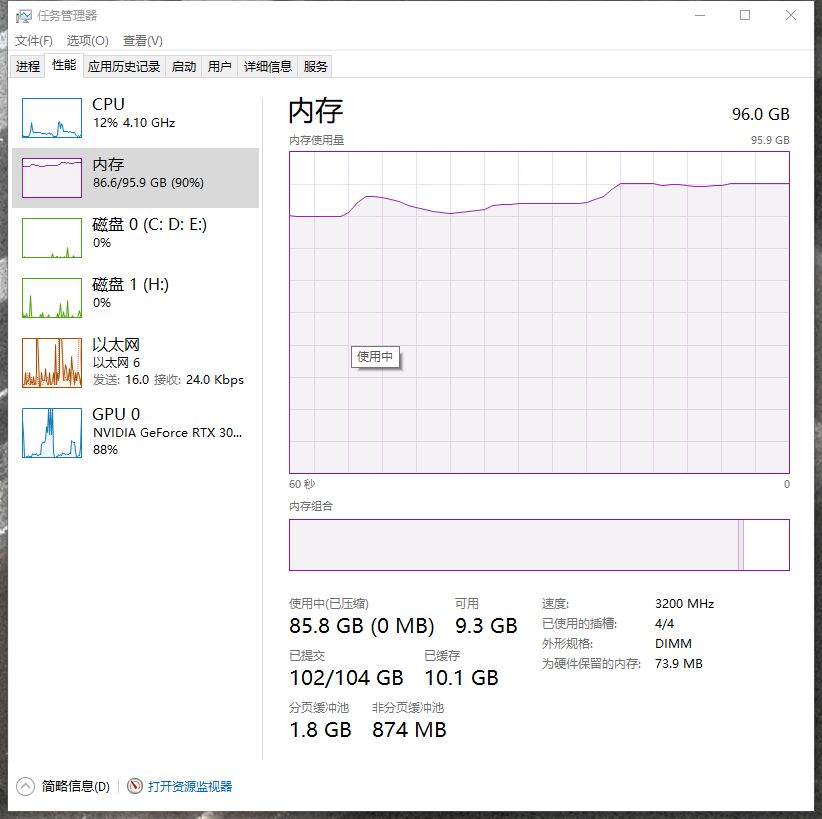 任务管理器
文件(F) 选项(O) 查看(V)
进程 性能 应用历史记录 启动 用户 详细信息 服务
CPU
12% 4.10 GHz
内存
86.6/95.9 GB (90%)
磁盘 0 (C: D: E:)
0%
磁盘 1 (H:)
0%
以太网
以太网 6
发送: 16.0 接收: 24.0 Kbps
GPU 0
NVIDIA GeForce RTX 30...
88%
内存 96.0 GB
内存使用量 95.9 GB
使用中
60 秒 0
内存组合
使用中(已压缩) 可用
85.8 GB (0 MB) 9.3 GB
已提交 已缓存
102/104 GB 10.1 GB
分页缓冲池 非分页缓冲池
1.8 GB 874 MB
速度: 3200 MHz
已使用的插槽: 4/4
外形规格: DIMM
为硬件保留的内存: 73.9 MB
简略信息(D) 打开资源监视器